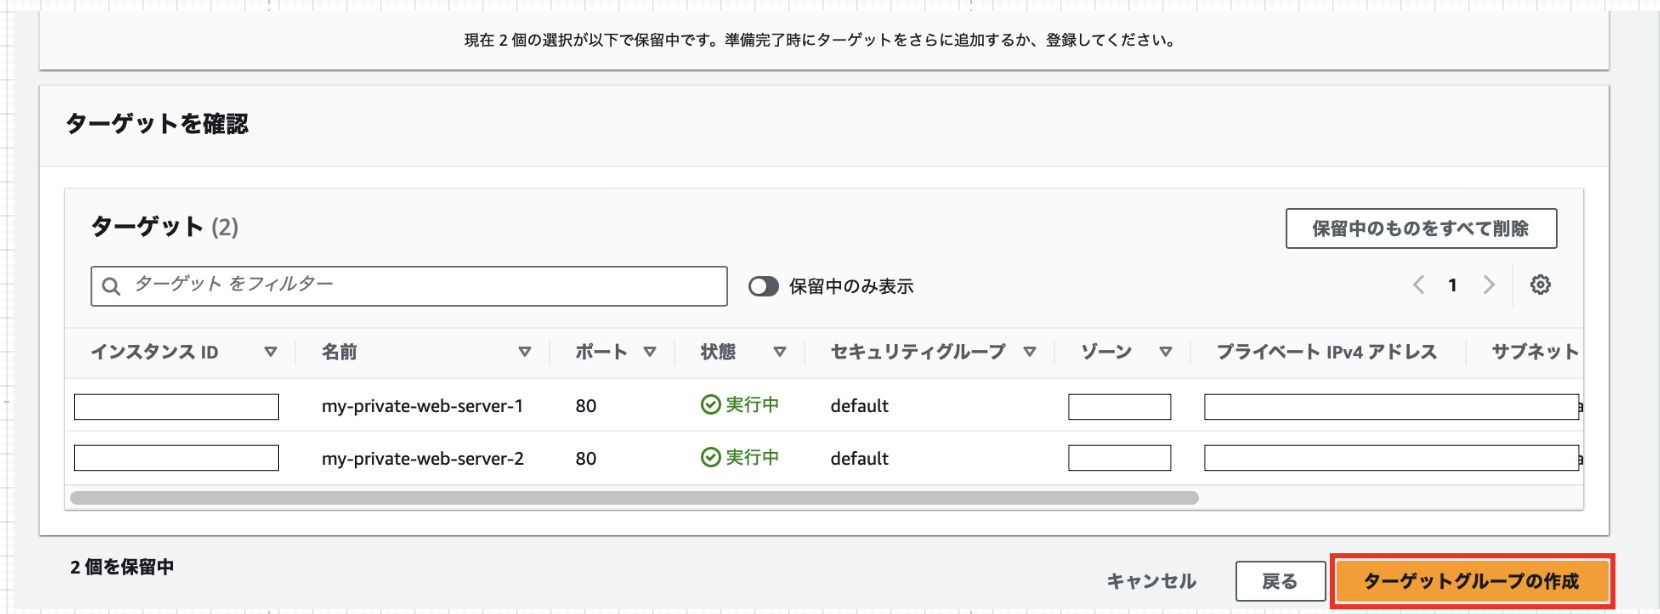 現在 2 個の選択が以下で保留中です。準備完了時にターゲットをさらに追加するか、登録してください。
ターゲットを確認
ターゲット (2)
保留中のものをすべて削除
ターゲット をフィルター
保留中のみ表示
1
インスタンス ID 名前 ポート 状態 セキュリティグループ ゾーン プライベート IPv4 アドレス サブネット
my-private-web-server-1 80 実行中 default
my-private-web-server-2 80 実行中 default
2 個を保留中
キャンセル
戻る
ターゲットグループの作成